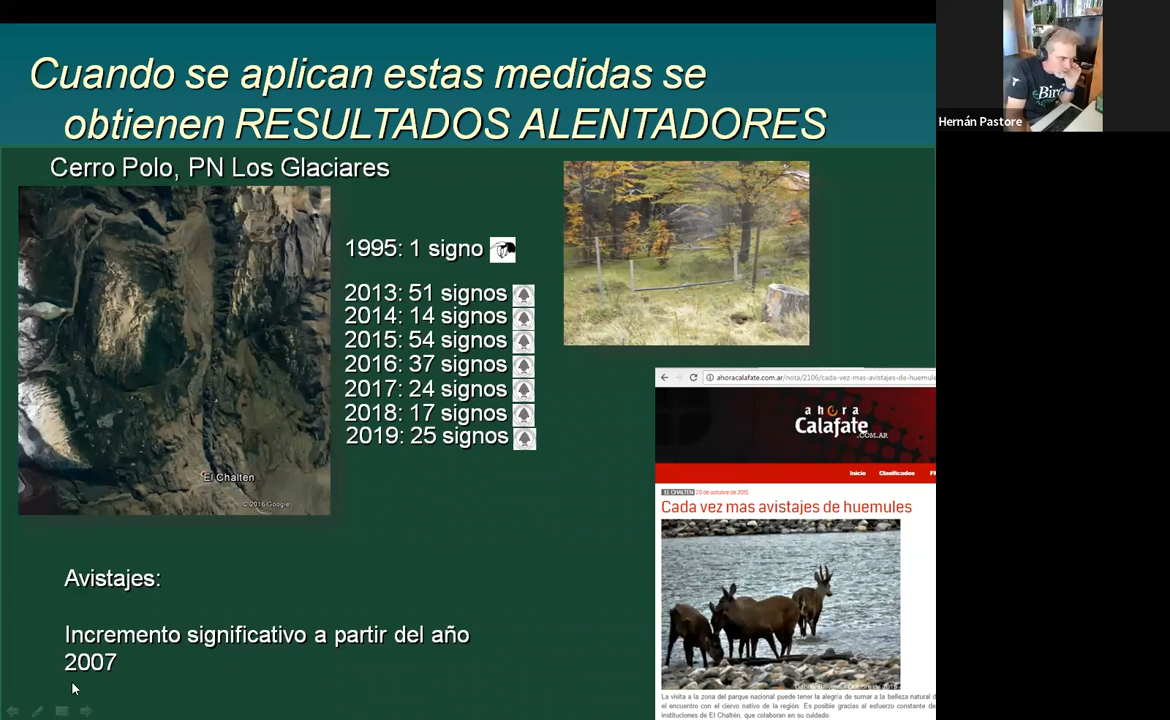 Cuando se aplican estas medidas se
obtienen RESULTADOS ALENTADORES
Cerro Polo, PN Los Glaciares
1995: 1 signo
2013: 51 signos
2014: 14 signos
2015: 54 signos
2016: 37 signos
2017: 24 signos
2018: 17 signos
2019: 25 signos
El Chalten
© 2016 Google
Avistajes:
Incremento significativo a partir del año
2007
ahoracalafate.com.ar/nota/2106/cada-vez-mas-avistajes-de-huemule
ahora
Calafate
.COM.AR
Inicio Clasificados
EL CHALTEN 20 de octubre de 2015
Cada vez mas avistajes de huemules
La visita a la zona del parque nacional puede tener la alegría de sumar a la belleza natural d
el encuentro con el ciervo nativo de la región. Es posible gracias al esfuerzo constante de
instituciones de El Chaltén, que colaboran en su cuidado
Hernán Pastore
Bird